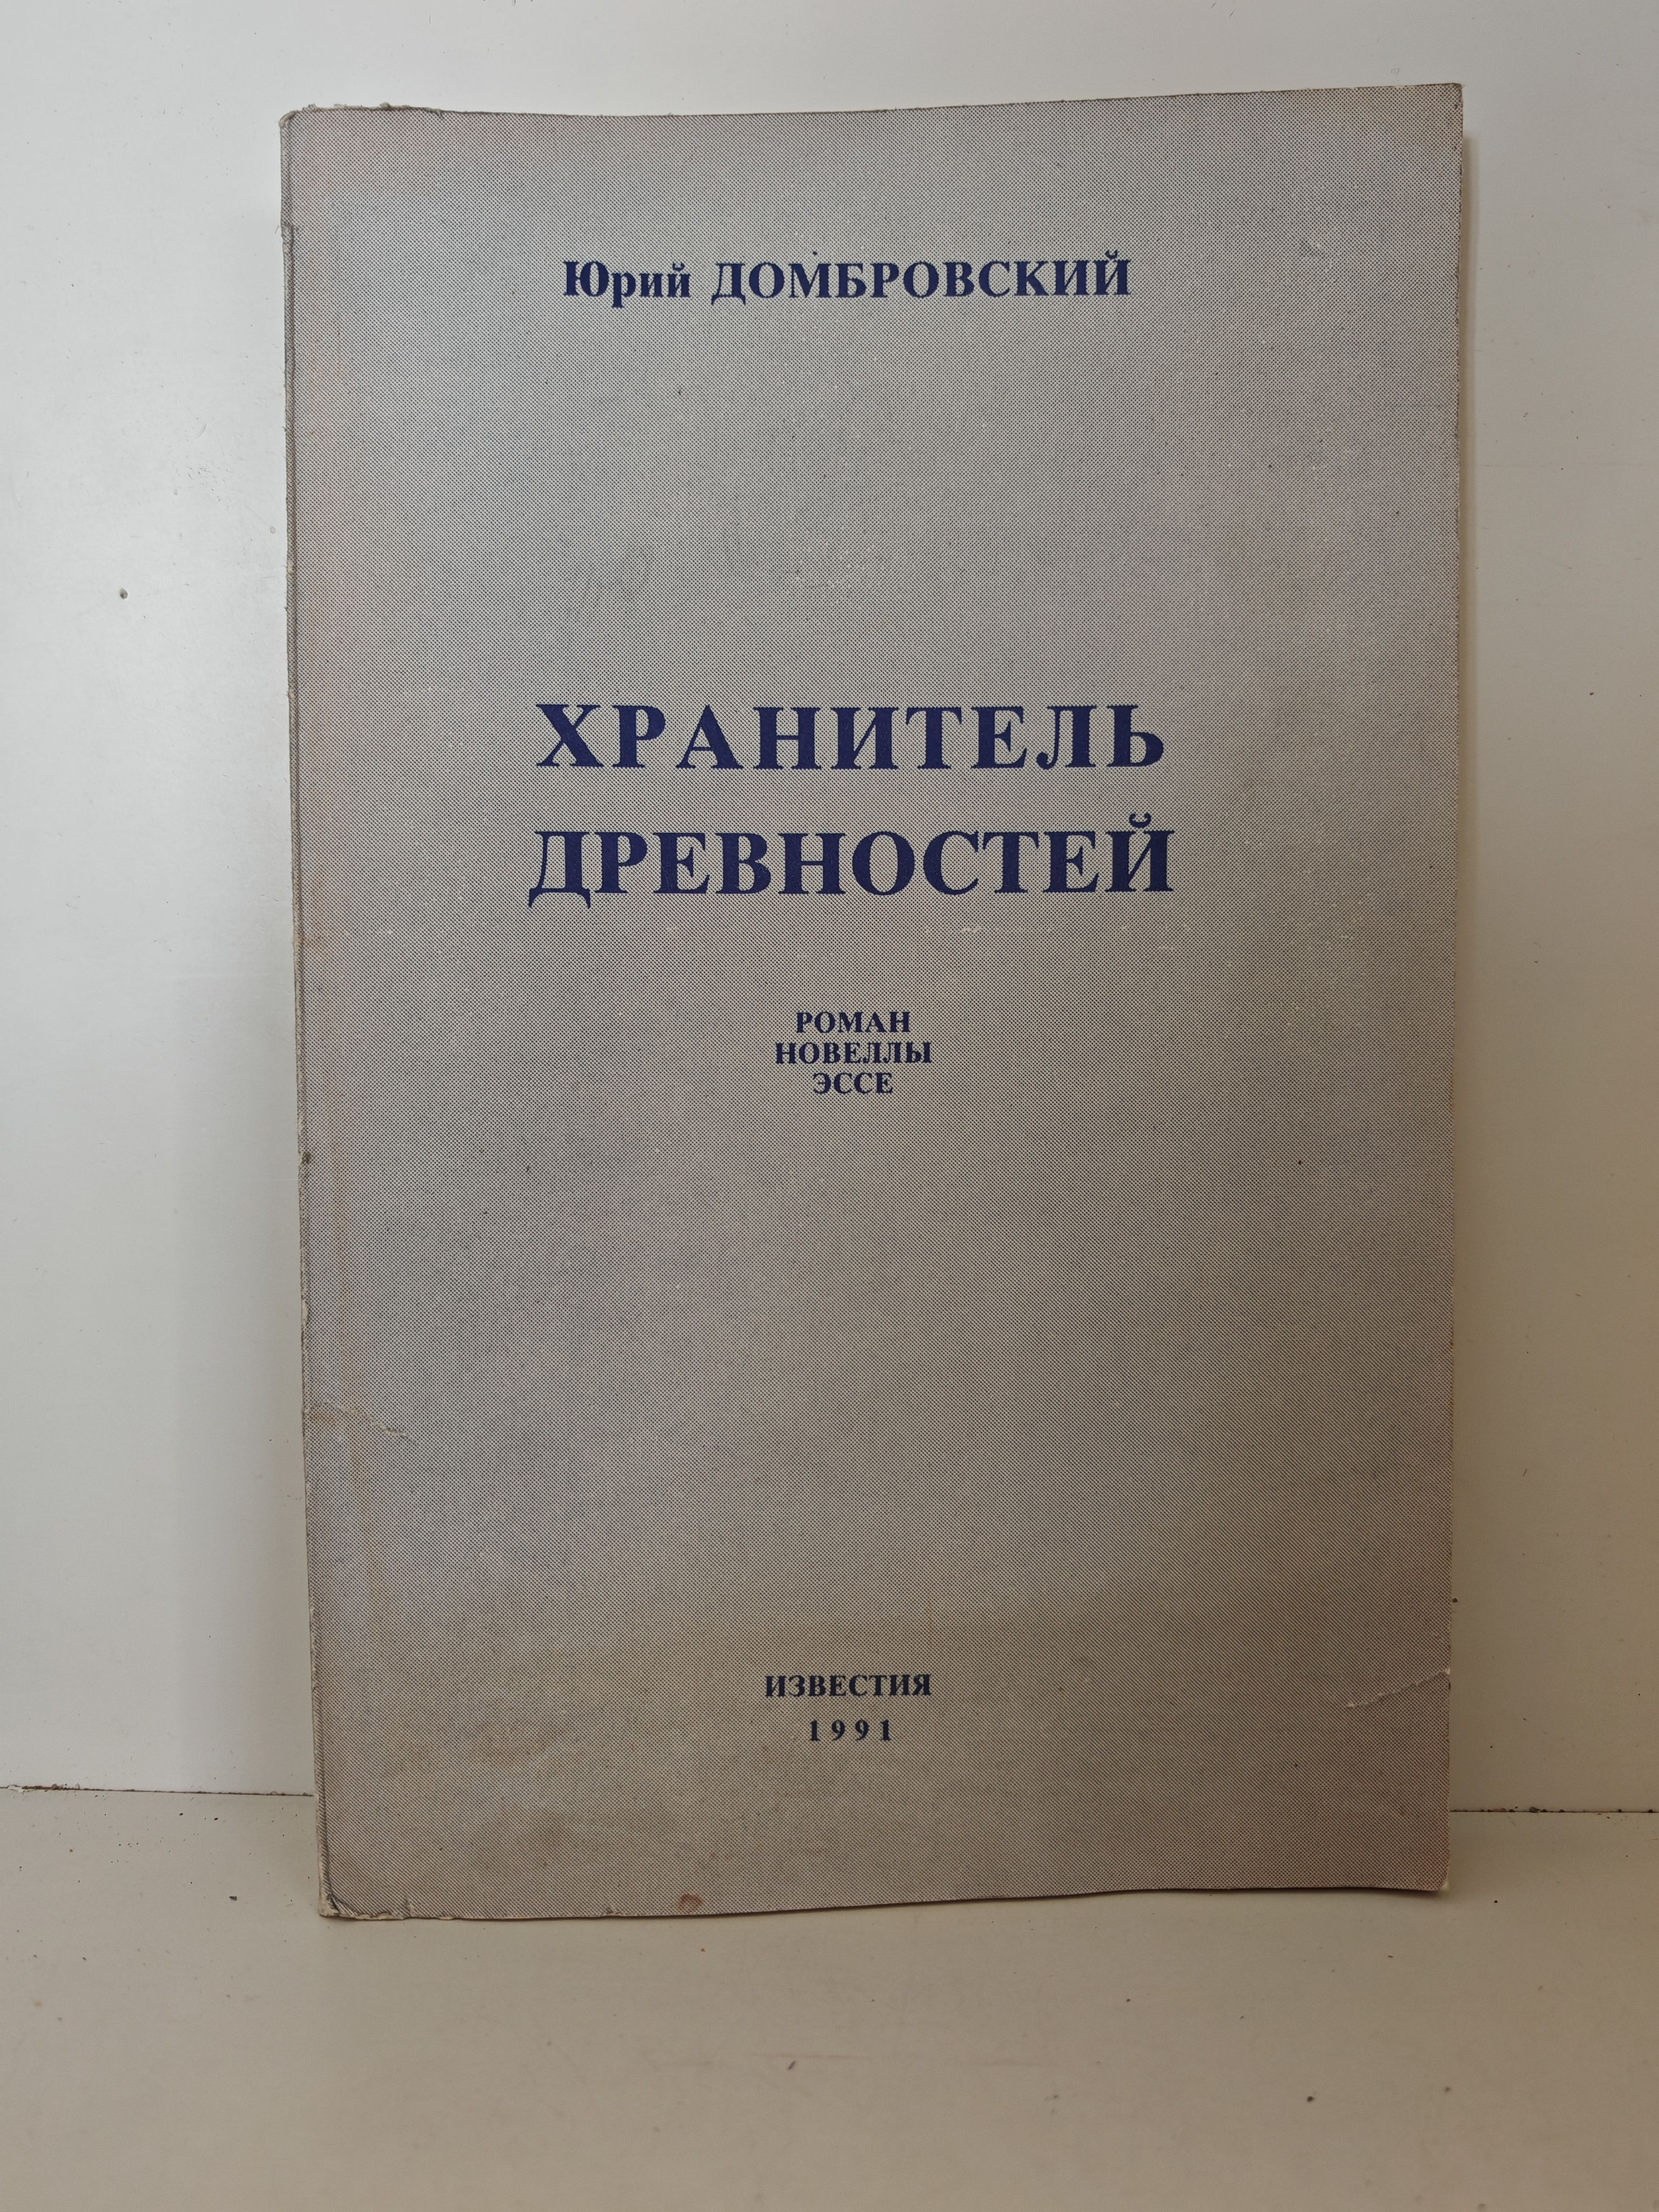 Юрий ДОМБРОВСКИЙ
ХРАНИТЕЛЬ
ДРЕВНОСТЕЙ
РОМАН
НОВЕЛЛЫ
ЭССЕ
ИЗВЕСТИЯ
1991